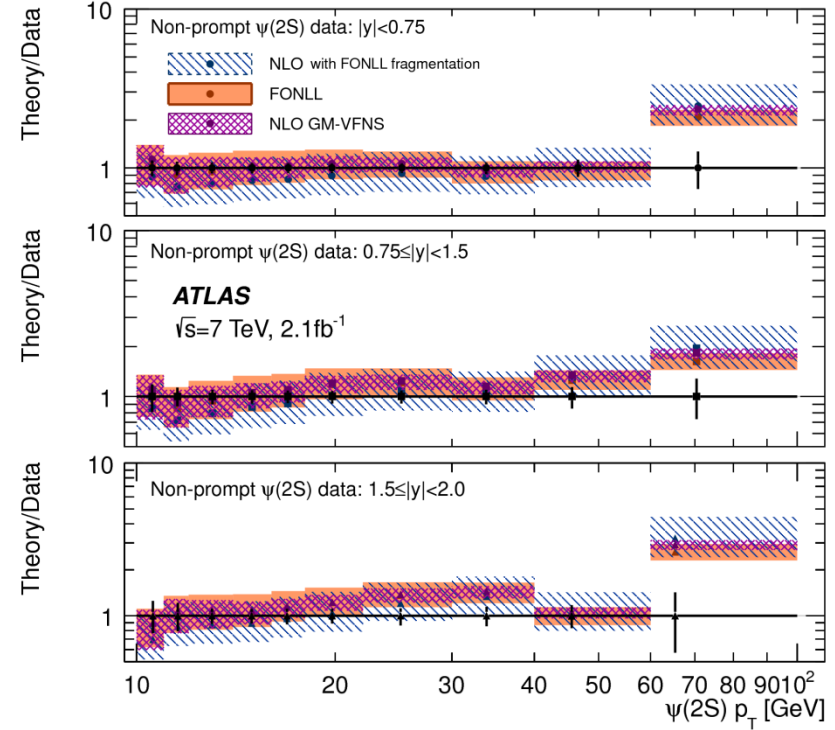 Theory/Data
10
1
Non-prompt ψ(2S) data: |y|<0.75
NLO with FONLL fragmentation
FONLL
NLO GM-VFNS
Theory/Data
10
1
Non-prompt ψ(2S) data: 0.75≤|y|<1.5
ATLAS
√s=7 TeV, 2.1fb⁻¹
Theory/Data
10
1
Non-prompt ψ(2S) data: 1.5≤|y|<2.0
10 20 30 40 50 60 70 80 90 10²
ψ(2S) p_T [GeV]